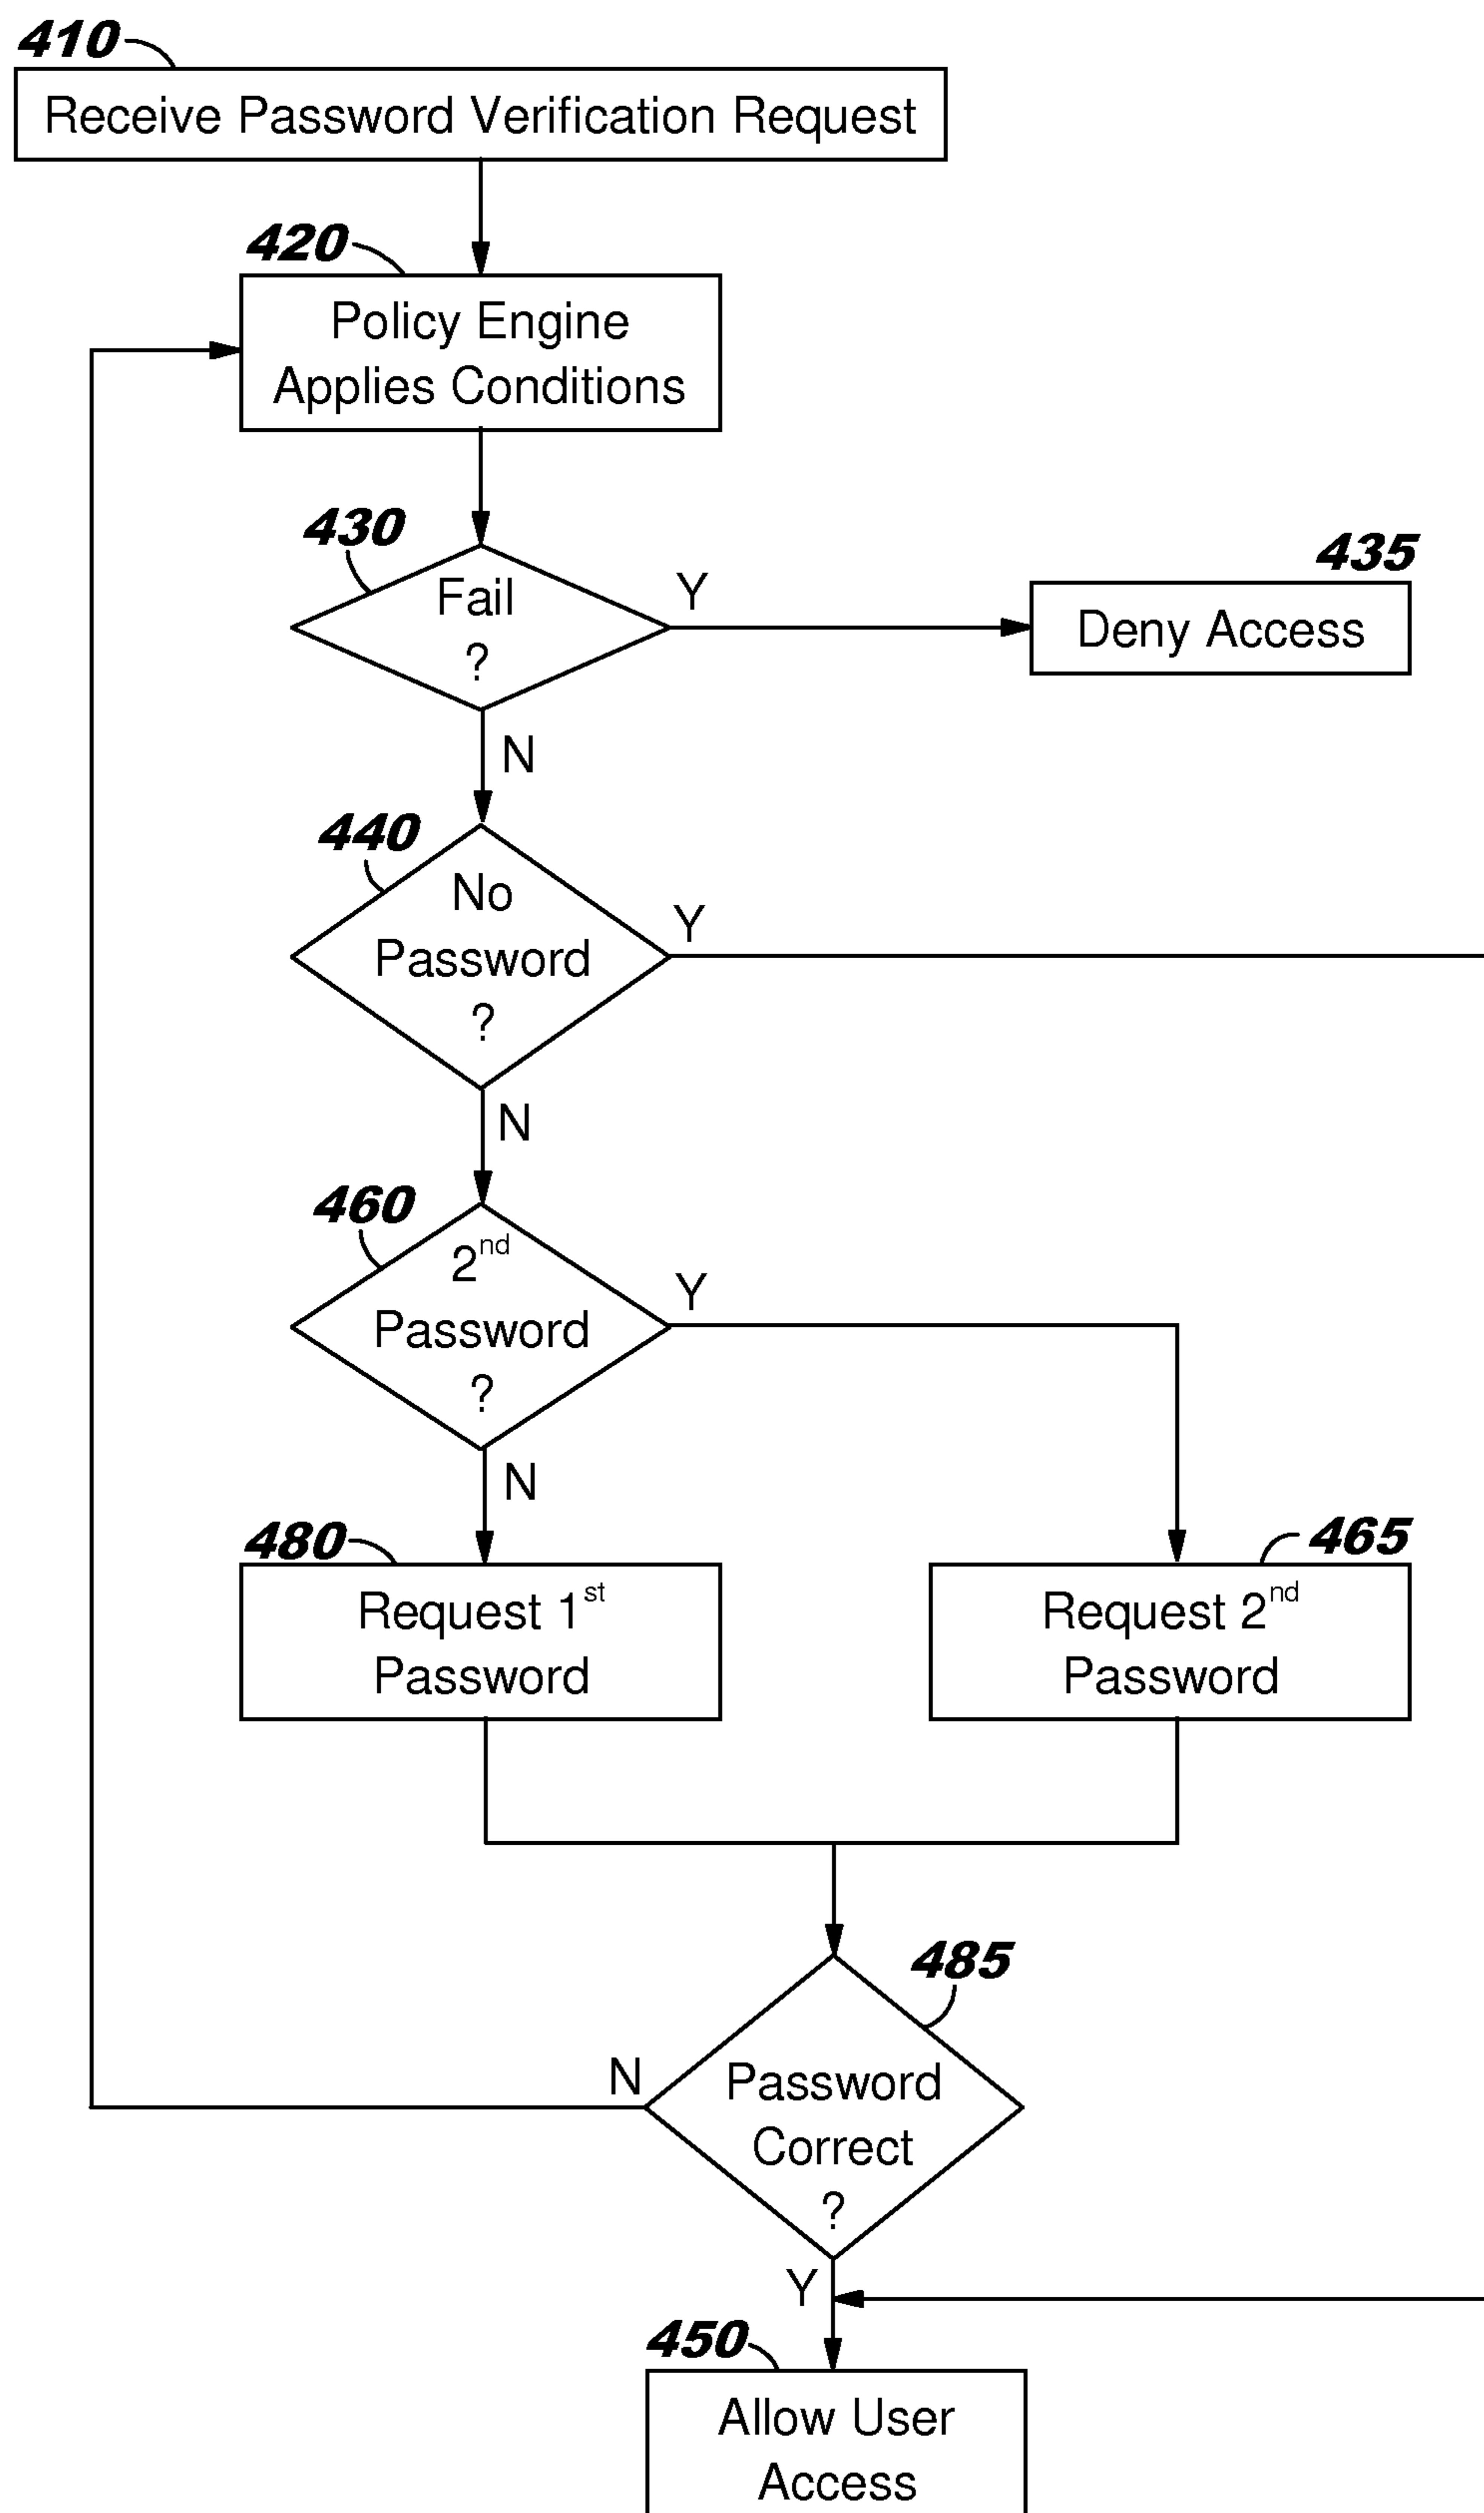 410
Receive Password Verification Request
420
Policy Engine
Applies Conditions
430
Fail
?
Y
435
Deny Access
N
440
No
Password
?
Y
N
460
2nd
Password
?
Y
N
480
Request 1st
Password
465
Request 2nd
Password
485
Password
Correct
?
N
Y
450
Allow User
Access